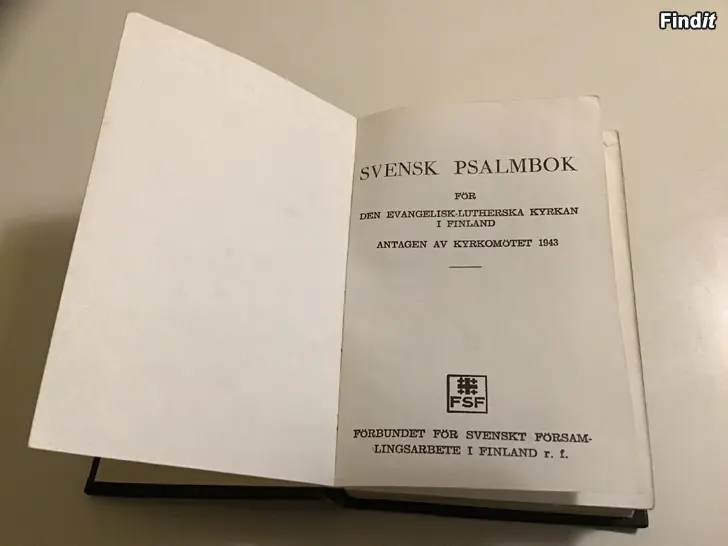 Findit
SVENSK PSALMBOK
FÖR
DEN EVANGELISK-LUTHERSKA KYRKAN
I FINLAND
ANTAGEN AV KYRKOMÖTET 1943
FSF
FÖRBUNDET FÖR SVENSKT FÖRSAM-
LINGSARBETE I FINLAND r. f.